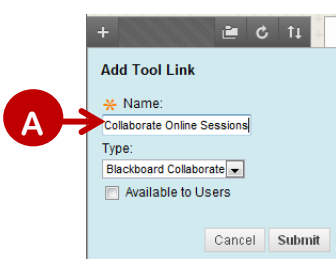 Add Tool Link
Name:
A
Collaborate Online Sessions
Type:
Blackboard Collaborate
Available to Users
Cancel Submit